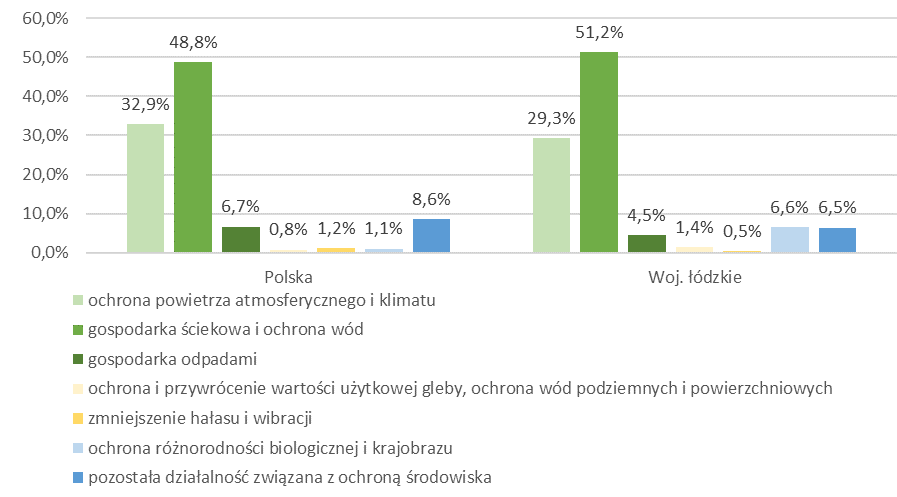 60,0%
50,0%
40,0%
30,0%
20,0%
10,0%
0,0%
32,9%
48,8%
6,7%
0,8%
1,2%
1,1%
8,6%
29,3%
51,2%
4,5%
1,4%
0,5%
6,6%
6,5%
Polska
Woj. łódzkie
ochrona powietrza atmosferycznego i klimatu
gospodarka ściekowa i ochrona wód
gospodarka odpadami
ochrona i przywrócenie wartości użytkowej gleby, ochrona wód podziemnych i powierzchniowych
zmniejszenie hałasu i wibracji
ochrona różnorodności biologicznej i krajobrazu
pozostała działalność związana z ochroną środowiska